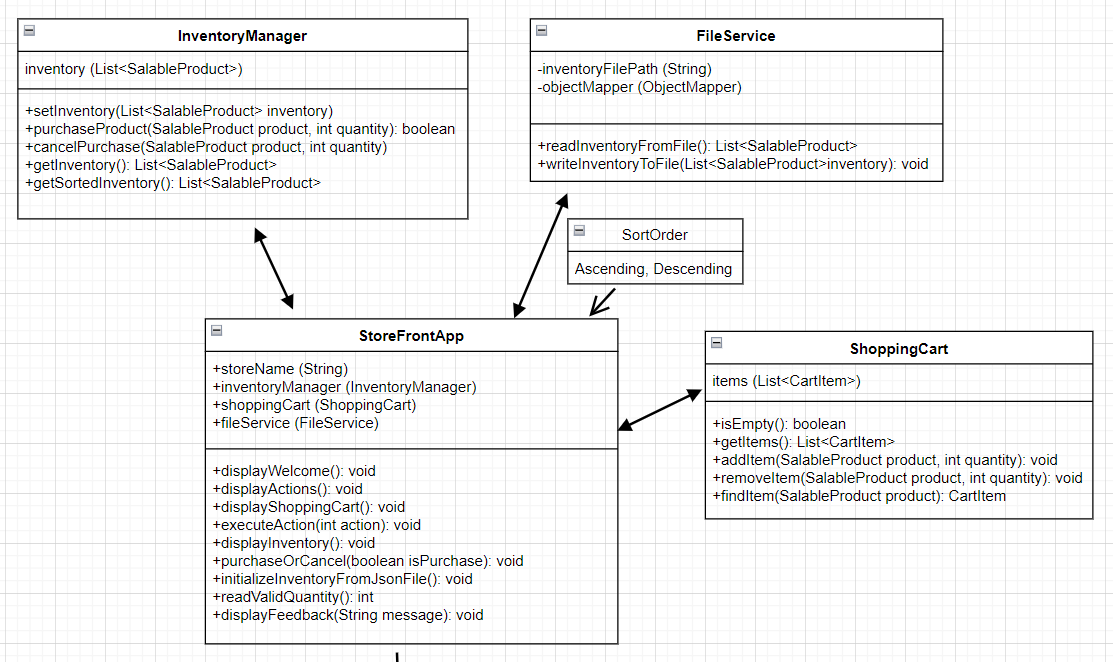 InventoryManager
inventory (List<SalableProduct>)
+setInventory(List<SalableProduct> inventory)
+purchaseProduct(SalableProduct product, int quantity): boolean
+cancelPurchase(SalableProduct product, int quantity)
+getInventory(): List<SalableProduct>
+getSortedInventory(): List<SalableProduct>
FileService
-inventoryFilePath (String)
-objectMapper (ObjectMapper)
+readInventoryFromFile(): List<SalableProduct>
+writeInventoryToFile(List<SalableProduct>inventory): void
SortOrder
Ascending, Descending
StoreFrontApp
+storeName (String)
+inventoryManager (InventoryManager)
+shoppingCart (ShoppingCart)
+fileService (FileService)
+displayWelcome(): void
+displayActions(): void
+displayShoppingCart(): void
+executeAction(int action): void
+displayInventory(): void
+purchaseOrCancel(boolean isPurchase): void
+initializeInventoryFromJsonFile(): void
+readValidQuantity(): int
+displayFeedback(String message): void
ShoppingCart
items (List<CartItem>)
+isEmpty(): boolean
+getItems(): List<CartItem>
+addItem(SalableProduct product, int quantity): void
+removeItem(SalableProduct product, int quantity): void
+findItem(SalableProduct product): CartItem